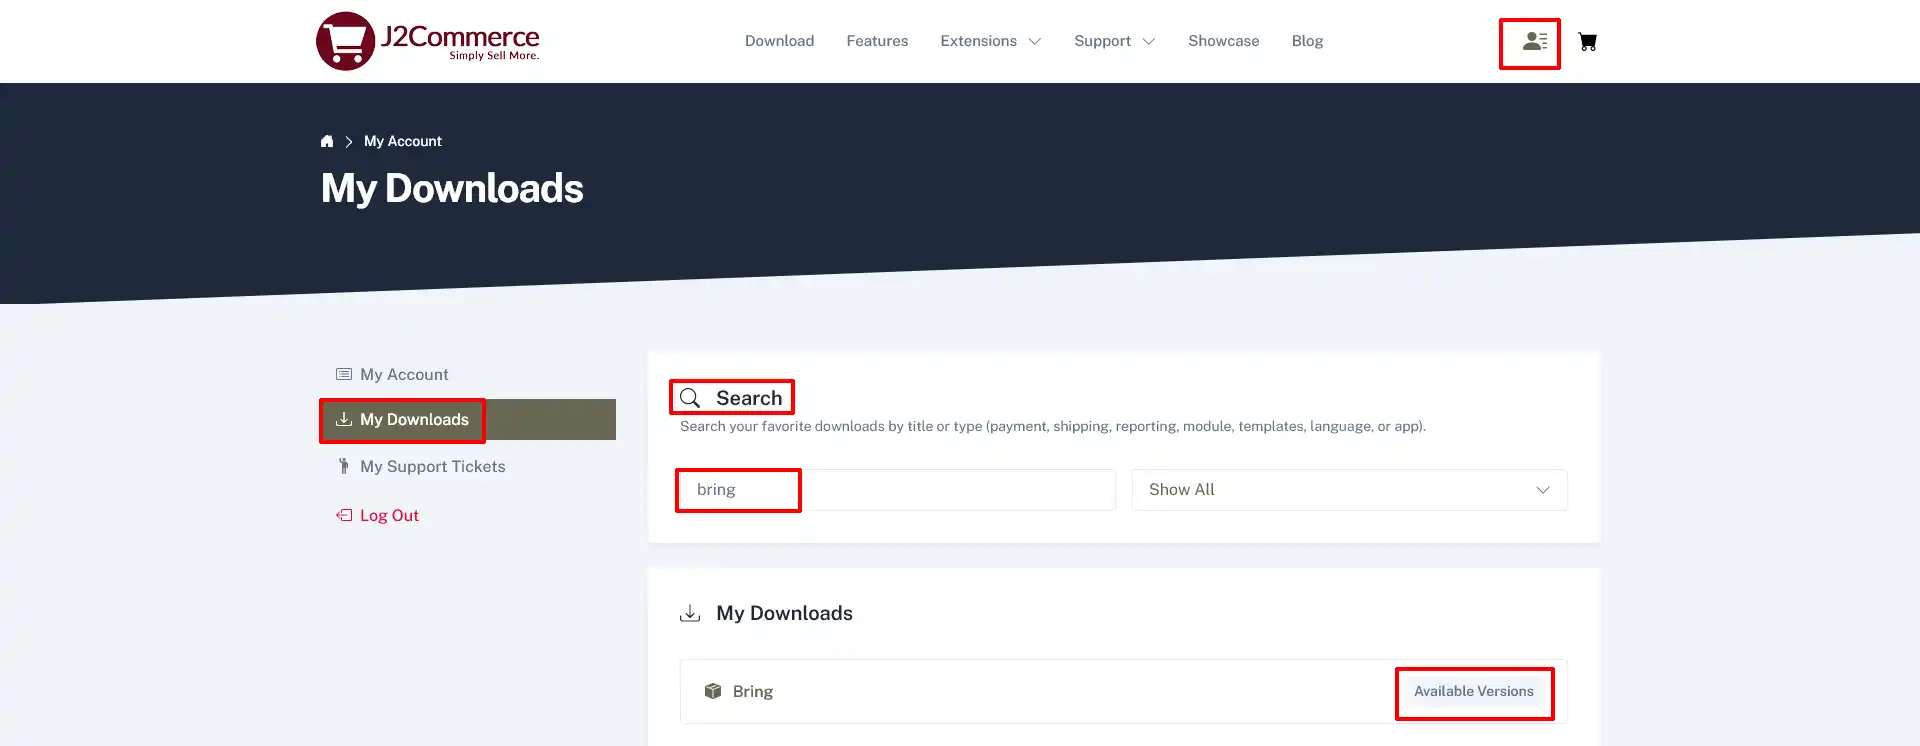 J2Commerce
Simply Sell More.
Download Features Extensions Support Showcase Blog
My Account
My Downloads
My Account
My Downloads
My Support Tickets
Log Out
Search
Search your favorite downloads by title or type (payment, shipping, reporting, module, templates, language, or app).
bring
Show All
My Downloads
Bring
Available Versions